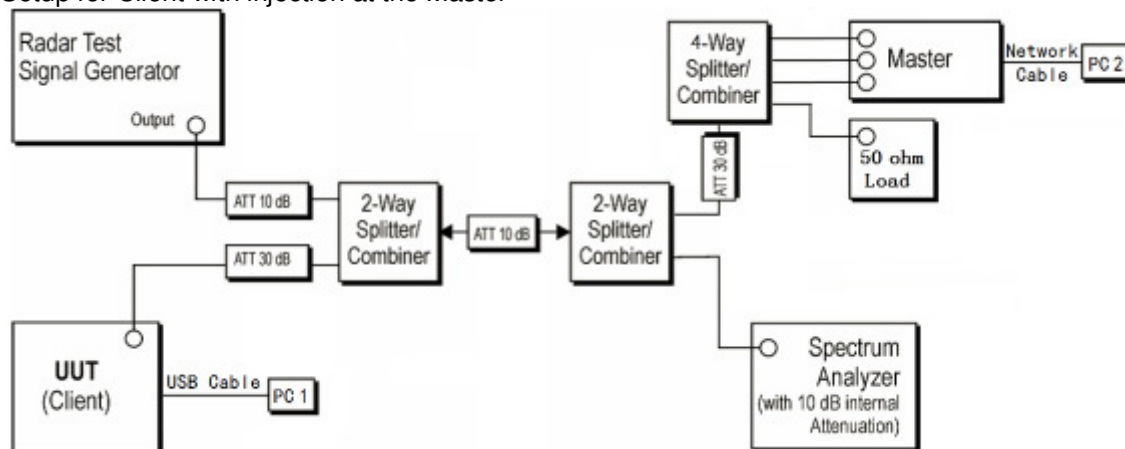 Setup for Client with injection at the Master
Radar Test
Signal Generator
Output
4-Way
Splitter/
Combiner
Master
Network
Cable
PC 2
50 ohm
Load
ATT 30 dB
ATT 10 dB
2-Way
Splitter/
Combiner
ATT 10 dB
2-Way
Splitter/
Combiner
ATT 30 dB
UUT
(Client)
USB Cable
PC 1
Spectrum
Analyzer
(with 10 dB internal
Attenuation)